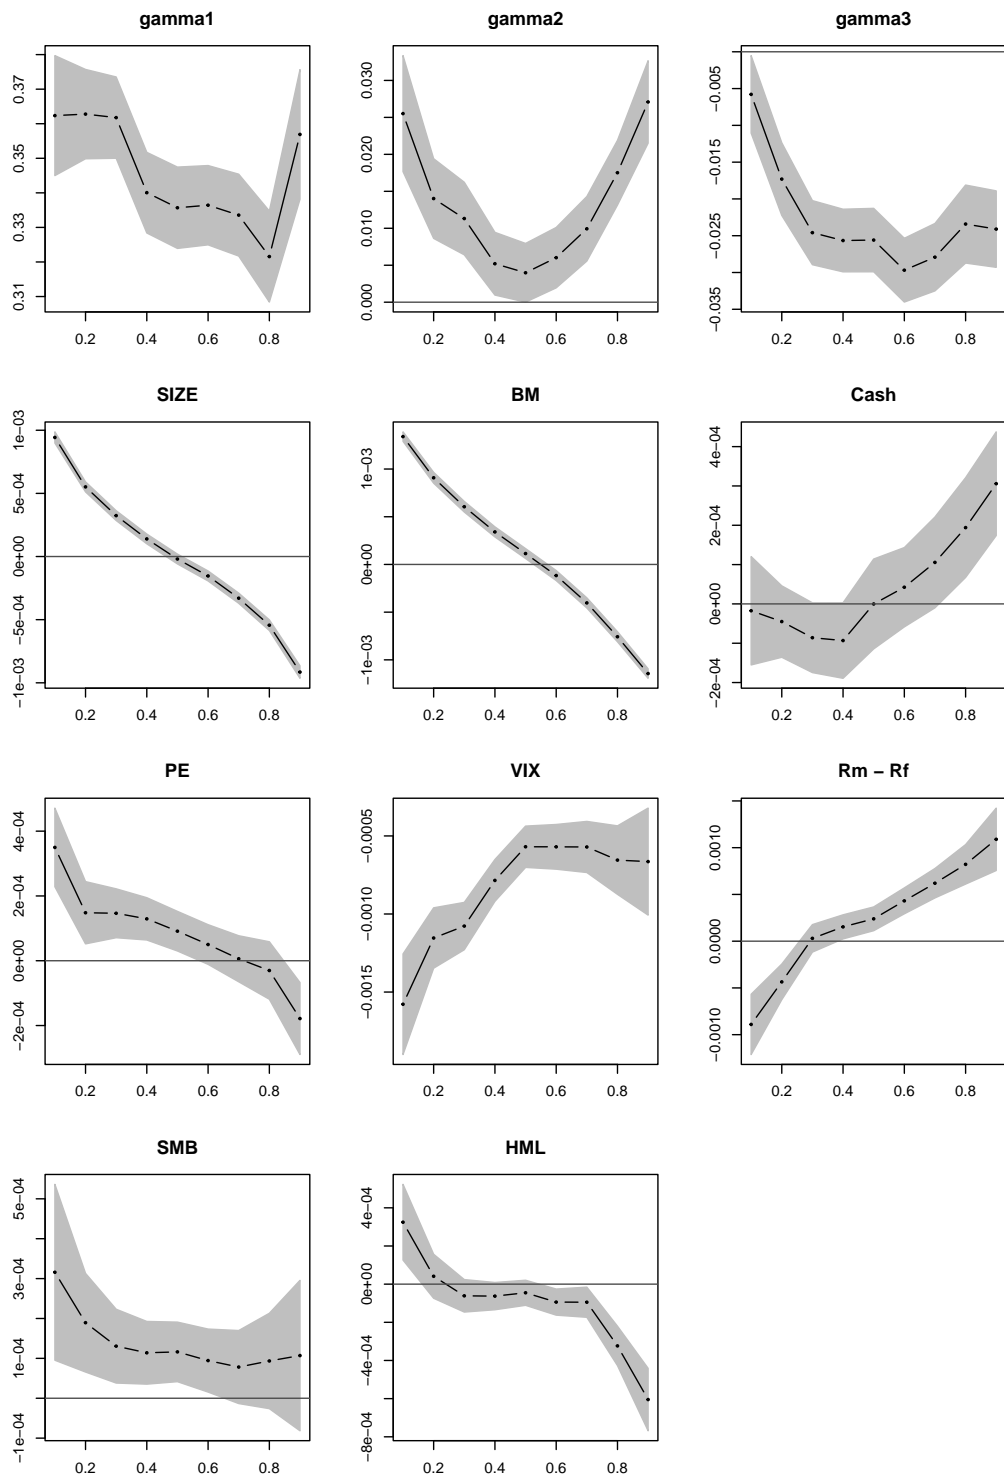 gamma1 gamma2 gamma3
0.37 0.35 0.33 0.31
0.030 0.020 0.010 0.000
-0.005 -0.015 -0.025 -0.035
0.2 0.4 0.6 0.8 0.2 0.4 0.6 0.8 0.2 0.4 0.6 0.8
SIZE BM Cash
1e-03 5e-04 0e+00 -5e-04 -1e-03
1e-03 0e+00 -1e-03
4e-04 2e-04 0e+00 -2e-04
0.2 0.4 0.6 0.8 0.2 0.4 0.6 0.8 0.2 0.4 0.6 0.8
PE VIX Rm − Rf
4e-04 2e-04 0e+00 -2e-04
-0.0005 -0.0010 -0.0015
0.0010 0.0000 -0.0010
0.2 0.4 0.6 0.8 0.2 0.4 0.6 0.8 0.2 0.4 0.6 0.8
SMB HML
5e-04 3e-04 1e-04 -1e-04
4e-04 0e+00 -4e-04 -8e-04
0.2 0.4 0.6 0.8 0.2 0.4 0.6 0.8